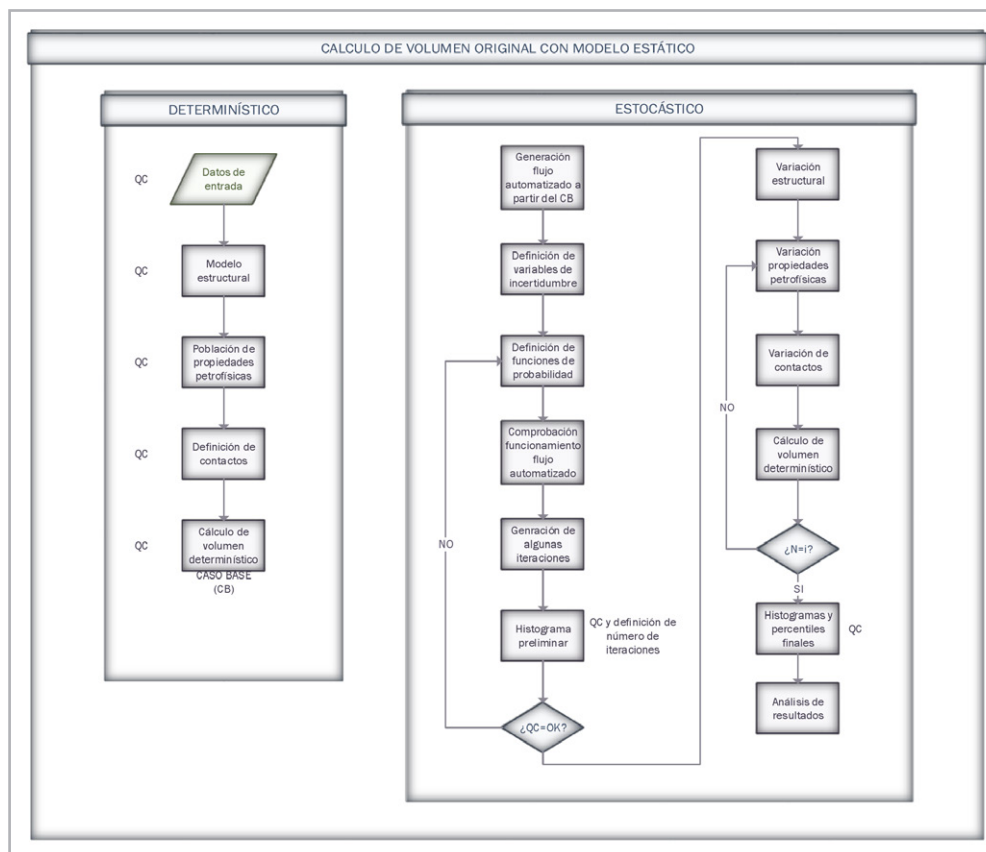 CALCULO DE VOLUMEN ORIGINAL CON MODELO ESTÁTICO
DETERMINÍSTICO
QC
Datos de
entrada
QC
Modelo
estructural
QC
Población de
propiedades
petrofísicas
QC
Definición de
contactos
QC
Cálculo de
volumen
determinístico
CASO BASE
(CB)
ESTOCÁSTICO
Generación
flujo
automatizado a
partir del CB
Definición de
variables de
incertidumbre
Definición de
funciones de
probabilidad
Comprobación
funcionamiento
flujo
automatizado
Genración de
algunas
iteraciones
NO
Histograma
preliminar
QC y definición de
número de
iteraciones
¿QC=OK?
Variación
estructural
Variación
propiedades
petrofísicas
Variación de
contactos
NO
Cálculo de
volumen
determinístico
¿N=i?
SI
Histogramas y
percentiles
finales
QC
Análisis de
resultados